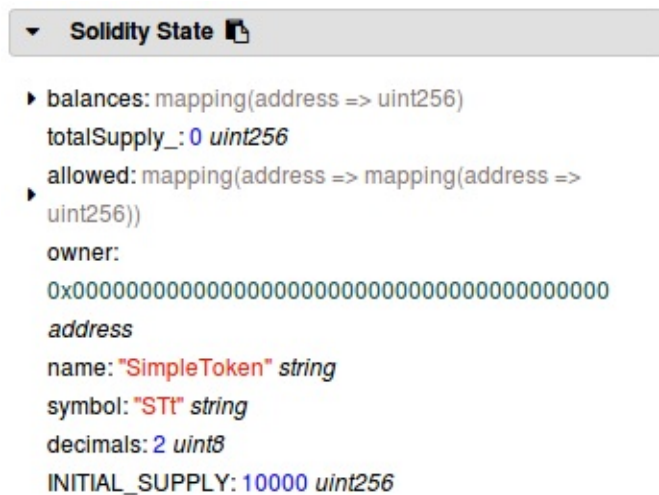 Solidity State
balances: mapping(address => uint256)
totalSupply_: 0 uint256
allowed: mapping(address => mapping(address =>
uint256))
owner:
0x0000000000000000000000000000000000000000
address
name: "SimpleToken" string
symbol: "STt" string
decimals: 2 uint8
INITIAL_SUPPLY: 10000 uint256